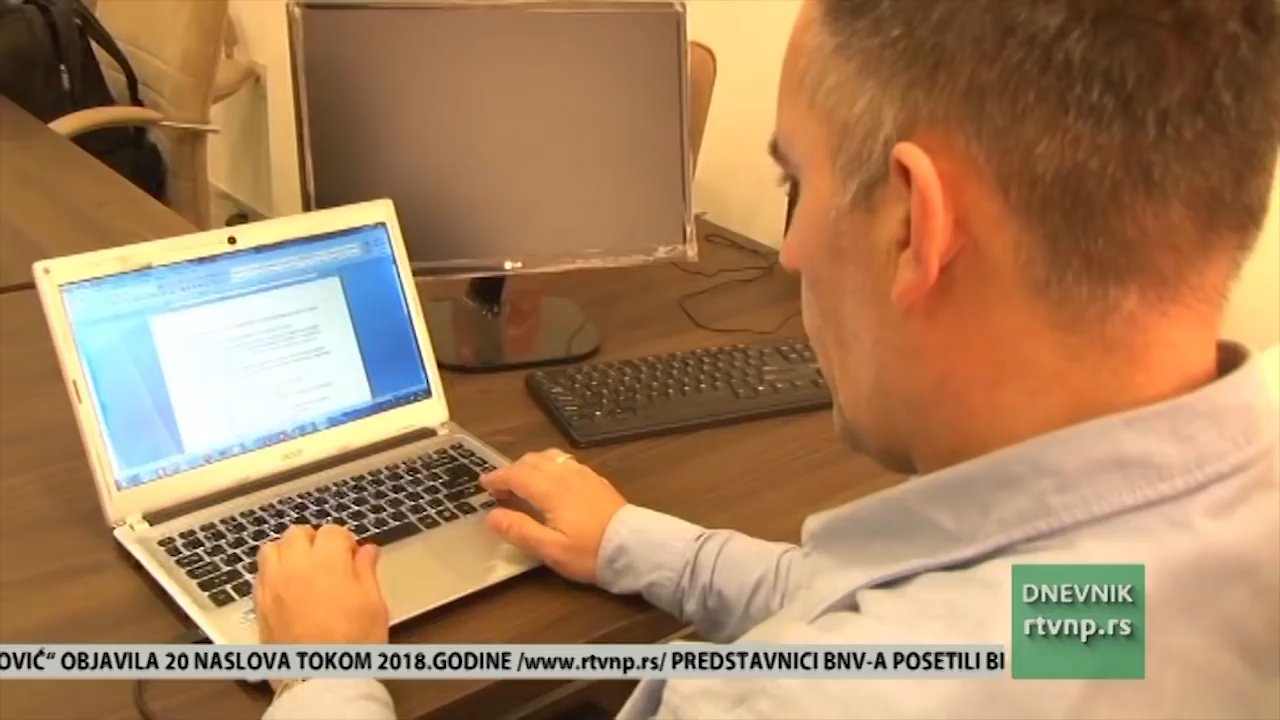 acer
DNEVNIK
rtvnp.rs
OVIĆ“ OBJAVILA 20 NASLOVA TOKOM 2018.GODINE /www.rtvnp.rs/ PREDSTAVNICI BNV-A POSETILI BI